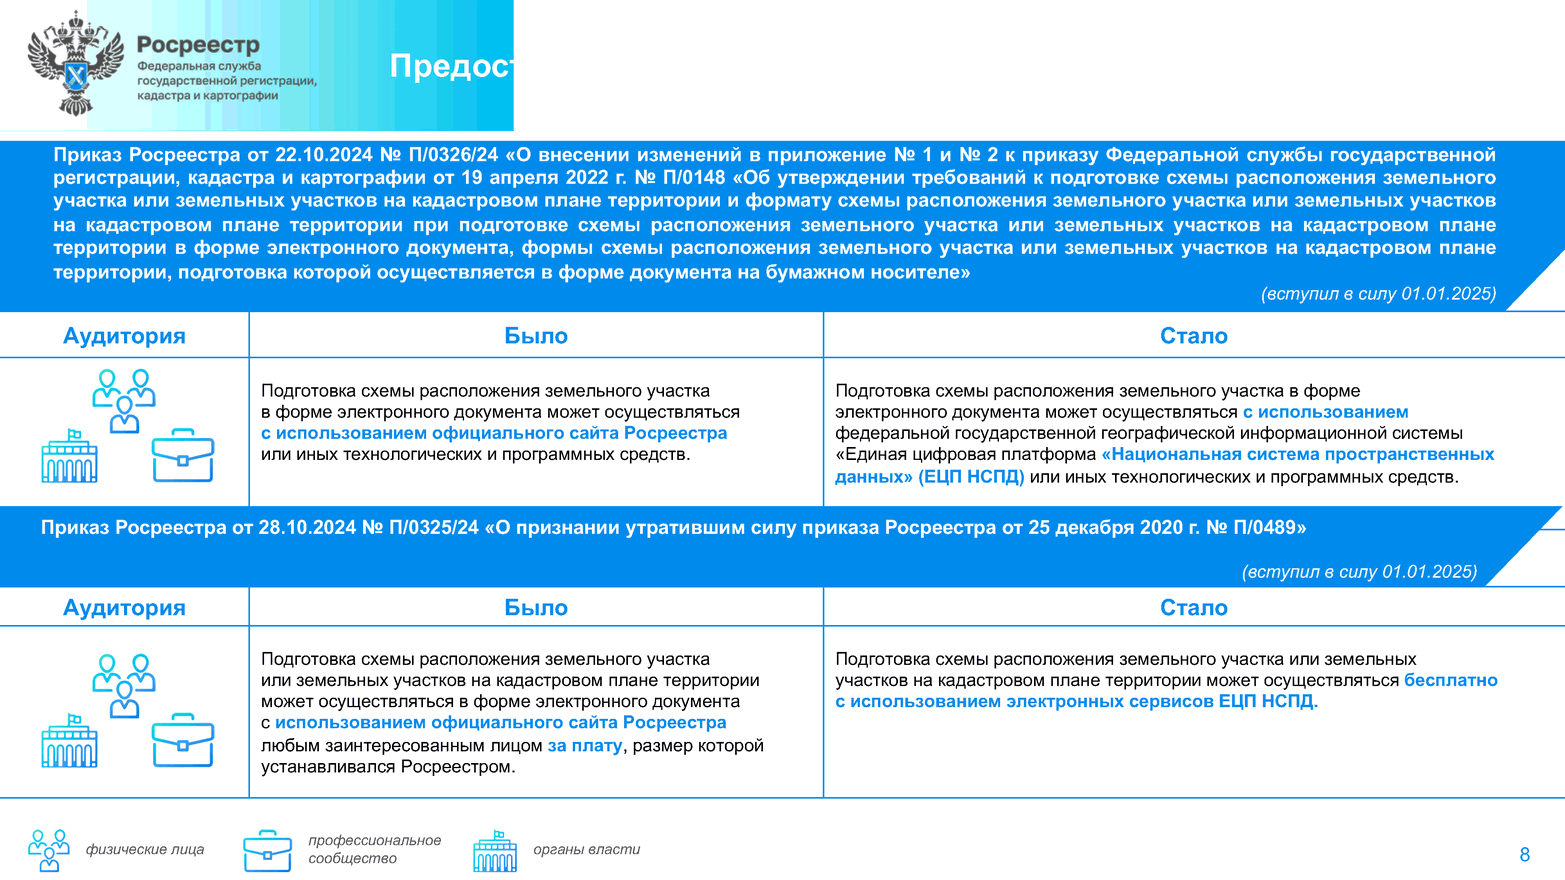 Росреестр
Федеральная служба
государственной регистрации,
кадастра и картографии
Приказ Росреестра от 22.10.2024 № П/0326/24 «О внесении изменений в приложение № 1 и № 2 к приказу Федеральной службы государственной
регистрации, кадастра и картографии от 19 апреля 2022 г. № П/0148 «Об утверждении требований к подготовке схемы расположения земельного
участка или земельных участков на кадастровом плане территории и формату схемы расположения земельного участка или земельных участков
на кадастровом плане территории при подготовке схемы расположения земельного участка или земельных участков на кадастровом плане
территории в форме электронного документа, формы схемы расположения земельного участка или земельных участков на кадастровом плане
территории, подготовка которой осуществляется в форме документа на бумажном носителе»
(вступил в силу 01.01.2025)
Аудитория
Было
Стало
Подготовка схемы расположения земельного участка
в форме электронного документа может осуществляться
с использованием официального сайта Росреестра
или иных технологических и программных средств.
Подготовка схемы расположения земельного участка в форме
электронного документа может осуществляться с использованием
федеральной государственной географической информационной системы
«Единая цифровая платформа «Национальная система пространственных
данных» (ЕЦП НСПД) или иных технологических и программных средств.
Приказ Росреестра от 28.10.2024 № П/0325/24 «О признании утратившим силу приказа Росреестра от 25 декабря 2020 г. № П/0489»
(вступил в силу 01.01.2025)
Аудитория
Было
Стало
Подготовка схемы расположения земельного участка
или земельных участков на кадастровом плане территории
может осуществляться в форме электронного документа
с использованием официального сайта Росреестра
любым заинтересованным лицом за плату, размер которой
устанавливался Росреестром.
Подготовка схемы расположения земельного участка или земельных
участков на кадастровом плане территории может осуществляться бесплатно
с использованием электронных сервисов ЕЦП НСПД.
физические лица
профессиональное
сообщество
органы власти
8